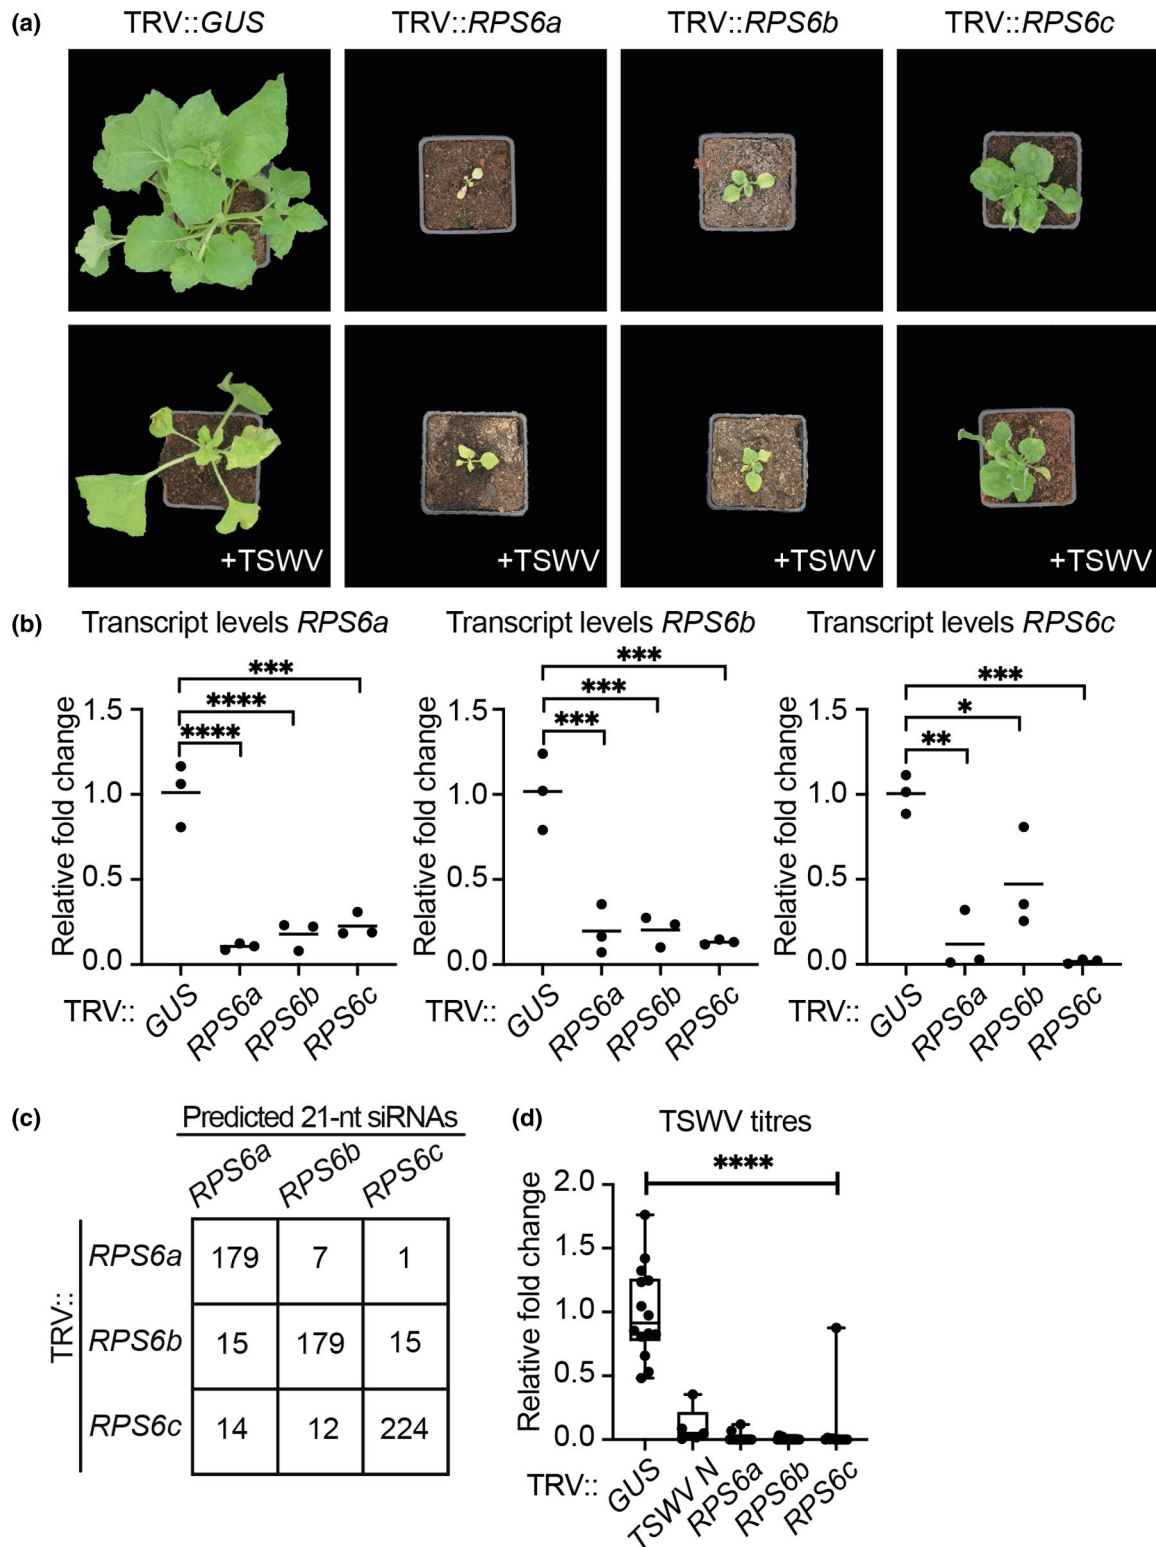 (a) TRV::GUS TRV::RPS6a TRV::RPS6b TRV::RPS6c
+TSWV +TSWV +TSWV +TSWV
(b) Transcript levels RPS6a Transcript levels RPS6b Transcript levels RPS6c
Relative fold change
1.5
1.0
0.5
0.0
***
****
****
TRV:: GUS RPS6a RPS6b RPS6c
Relative fold change
1.5
1.0
0.5
0.0
***
***
***
TRV:: GUS RPS6a RPS6b RPS6c
Relative fold change
1.5
1.0
0.5
0.0
***
*
**
TRV:: GUS RPS6a RPS6b RPS6c
(c) Predicted 21-nt siRNAs
RPS6a RPS6b RPS6c
TRV::
RPS6a 179 7 1
RPS6b 15 179 15
RPS6c 14 12 224
(d) TSWV titres
****
Relative fold change
2.0
1.5
1.0
0.5
0.0
TRV:: GUS TSWV N RPS6a RPS6b RPS6c